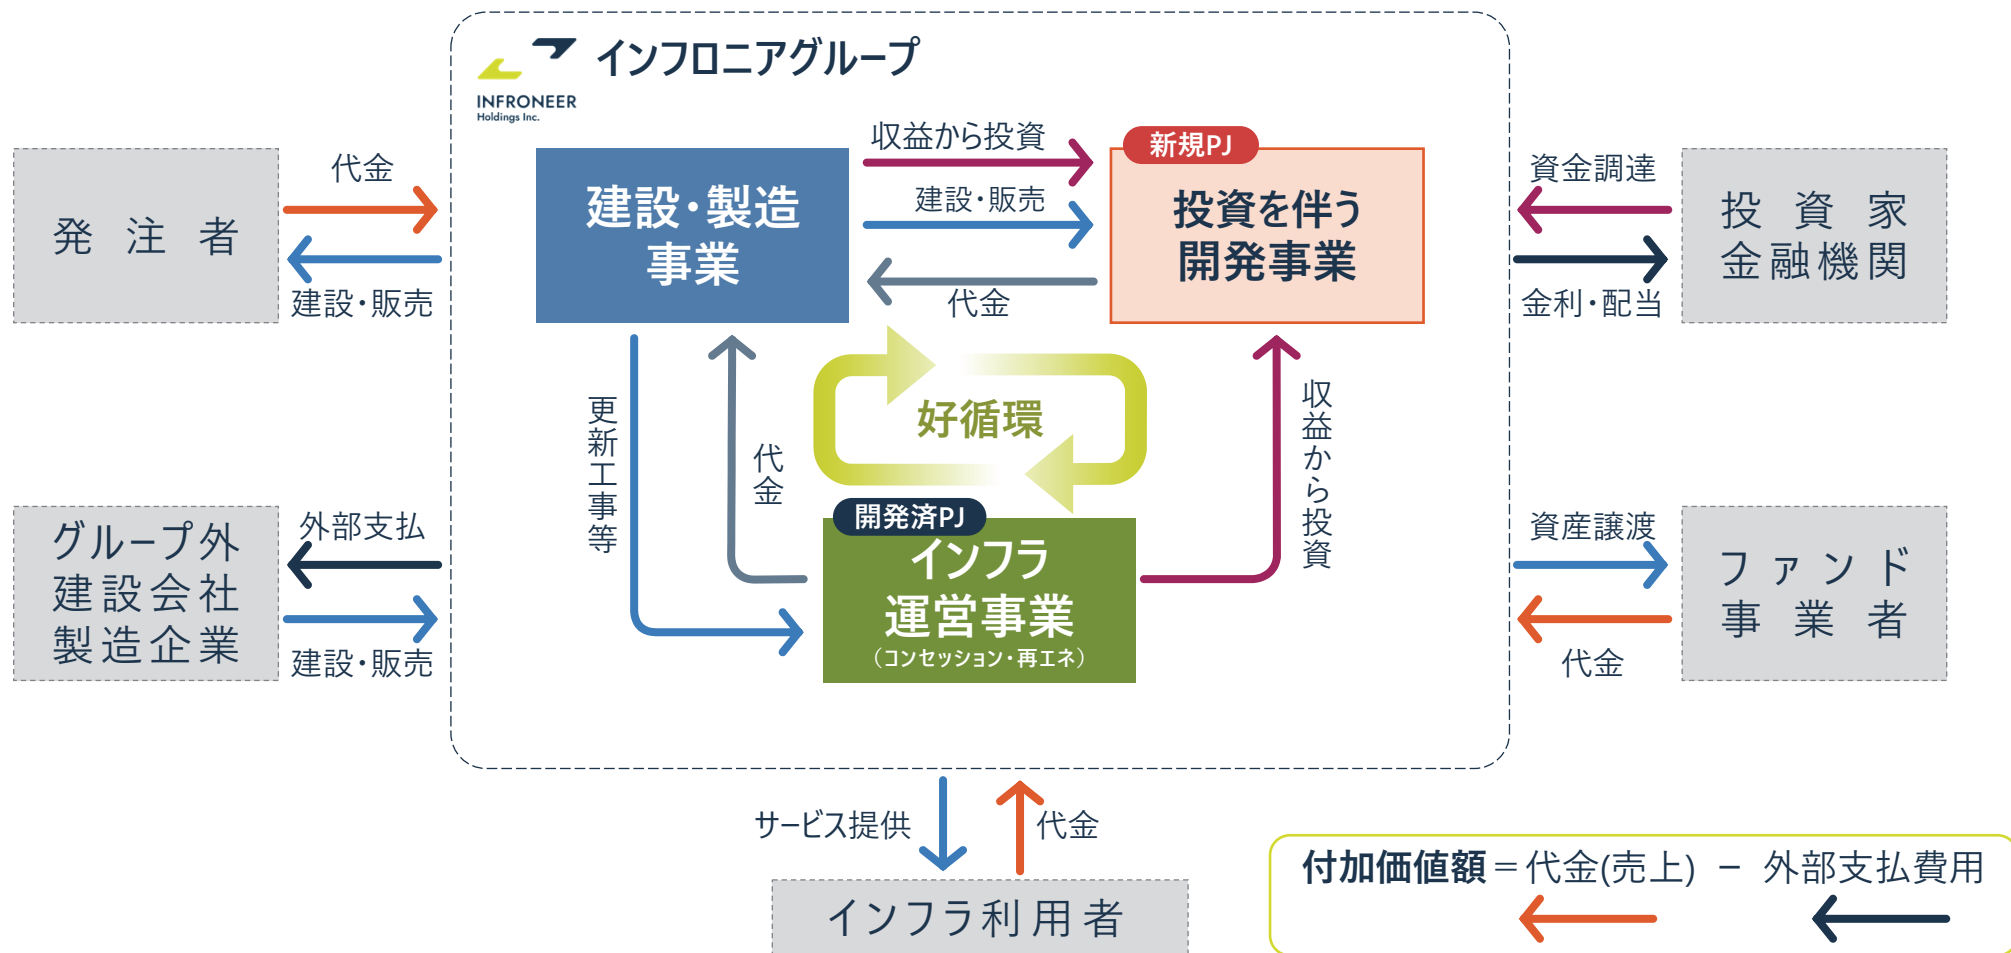 インフロニアグループ
INFRONEER
Holdings Inc.
発注者
代金
建設・販売
グループ外
建設会社
製造企業
外部支払
建設・販売
建設・製造
事業
収益から投資
建設・販売
代金
新規PJ
投資を伴う
開発事業
更新工事等
代金
好循環
収益から投資
開発済PJ
インフラ
運営事業
(コンセッション・再エネ)
資金調達
金利・配当
投資家
金融機関
資産譲渡
代金
ファンド
事業者
サービス提供
代金
インフラ利用者
付加価値額＝代金(売上) － 外部支払費用